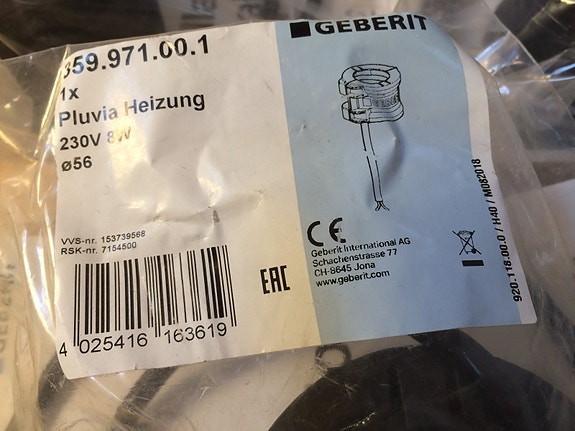 359.971.00.1
1x
Pluvia Heizung
230V 8W
ø56
VVS-nr. 153739568
RSK-nr. 7154500
4 025416 163619
EAC
GEBERIT
CE
Geberit International AG
Schachenstrasse 77
CH-8645 Jona
www.geberit.com
920.118.00.0 / H40 / M082018